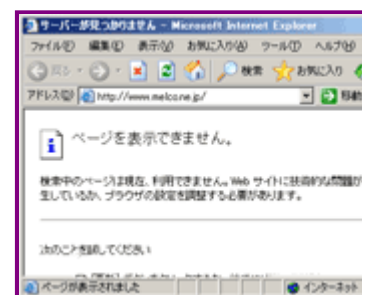 サーバーが見つかりません - Microsoft Internet Explorer
ファイル(F) 編集(E) 表示(V) お気に入り(A) ツール(T) ヘルプ(H)
戻る 検索 お気に入り
アドレス(D) http://www.melco.ne.jp/ 移動
ページを表示できません。
検索中のページは現在、利用できません。Web サイトに技術的な問題が
生しているか、ブラウザの設定を調整する必要があります。
次のことを試してください
ページが表示されました インターネット